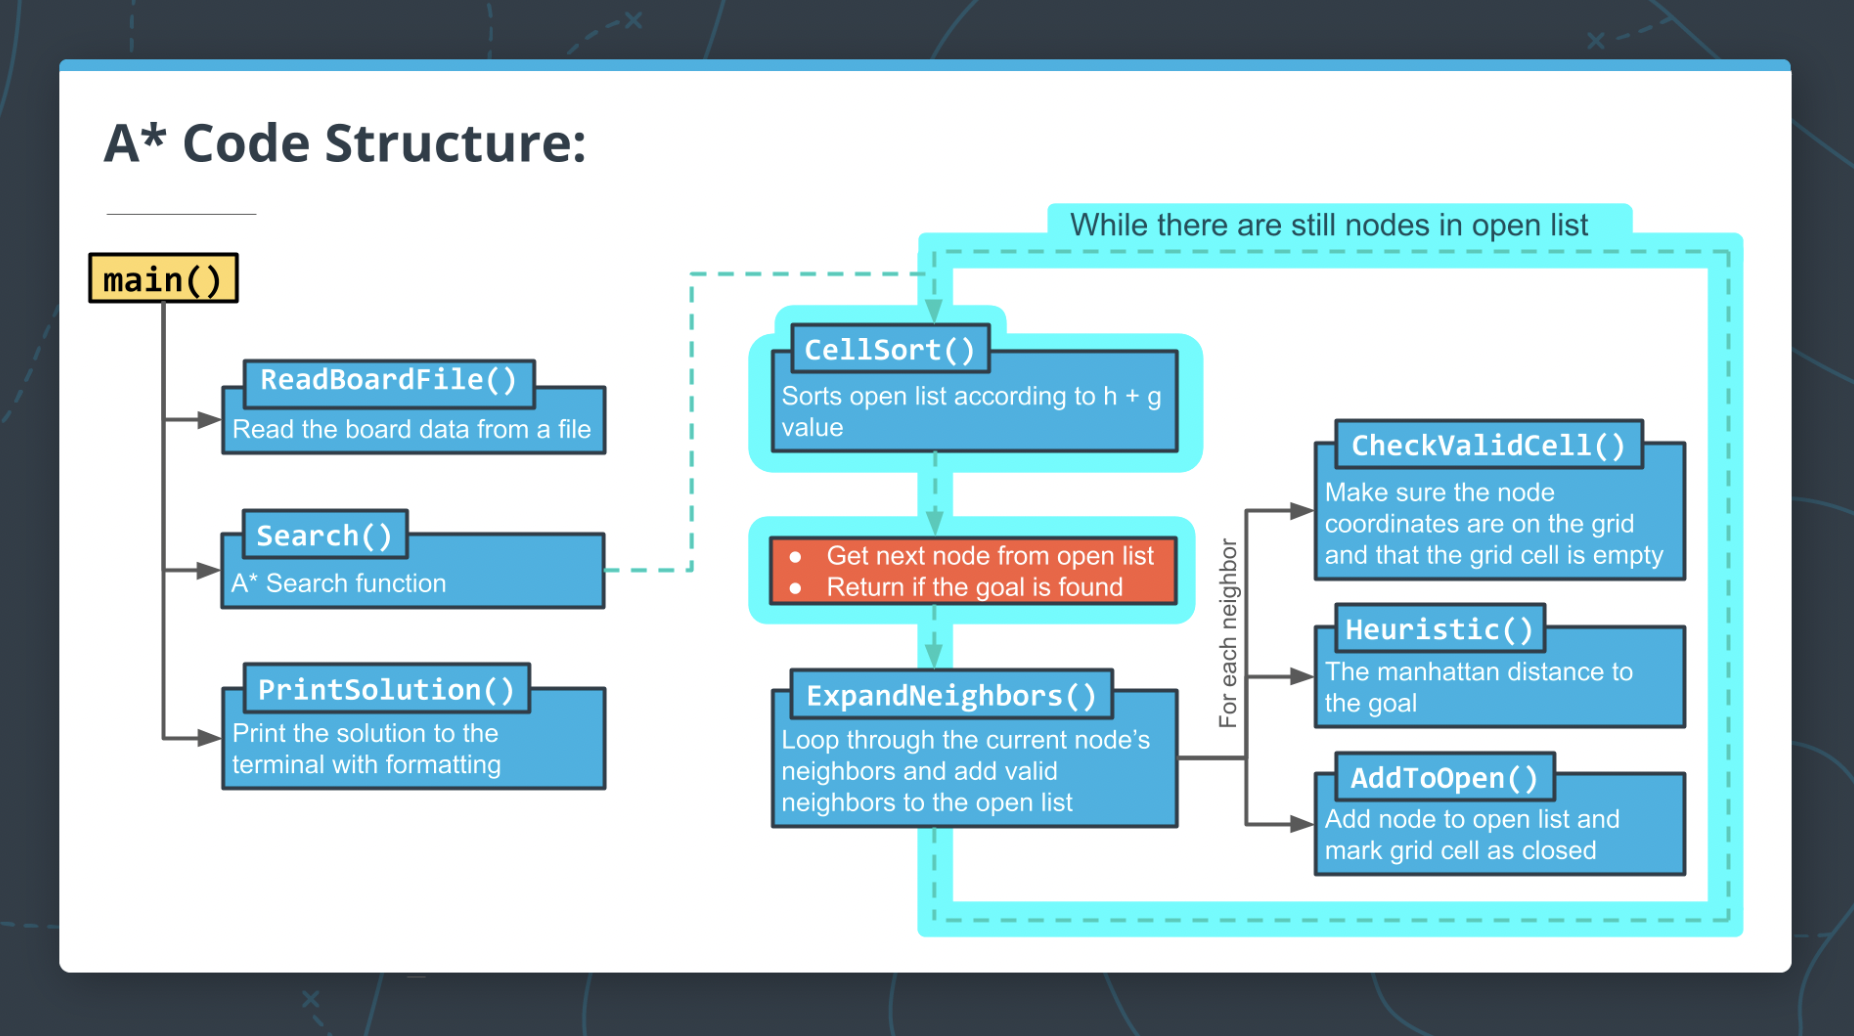 A* Code Structure:
main()
ReadBoardFile()
Read the board data from a file
Search()
A* Search function
PrintSolution()
Print the solution to the
terminal with formatting
While there are still nodes in open list
CellSort()
Sorts open list according to h + g
value
● Get next node from open list
● Return if the goal is found
ExpandNeighbors()
Loop through the current node’s
neighbors and add valid
neighbors to the open list
For each neighbor
CheckValidCell()
Make sure the node
coordinates are on the grid
and that the grid cell is empty
Heuristic()
The manhattan distance to
the goal
AddToOpen()
Add node to open list and
mark grid cell as closed